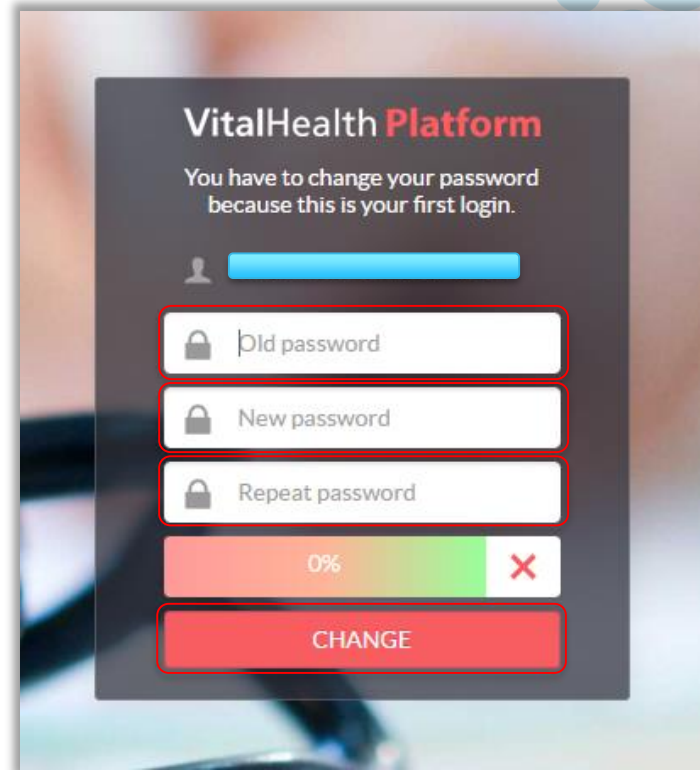 VitalHealth Platform
You have to change your password
because this is your first login.
Old password
New password
Repeat password
0%
CHANGE